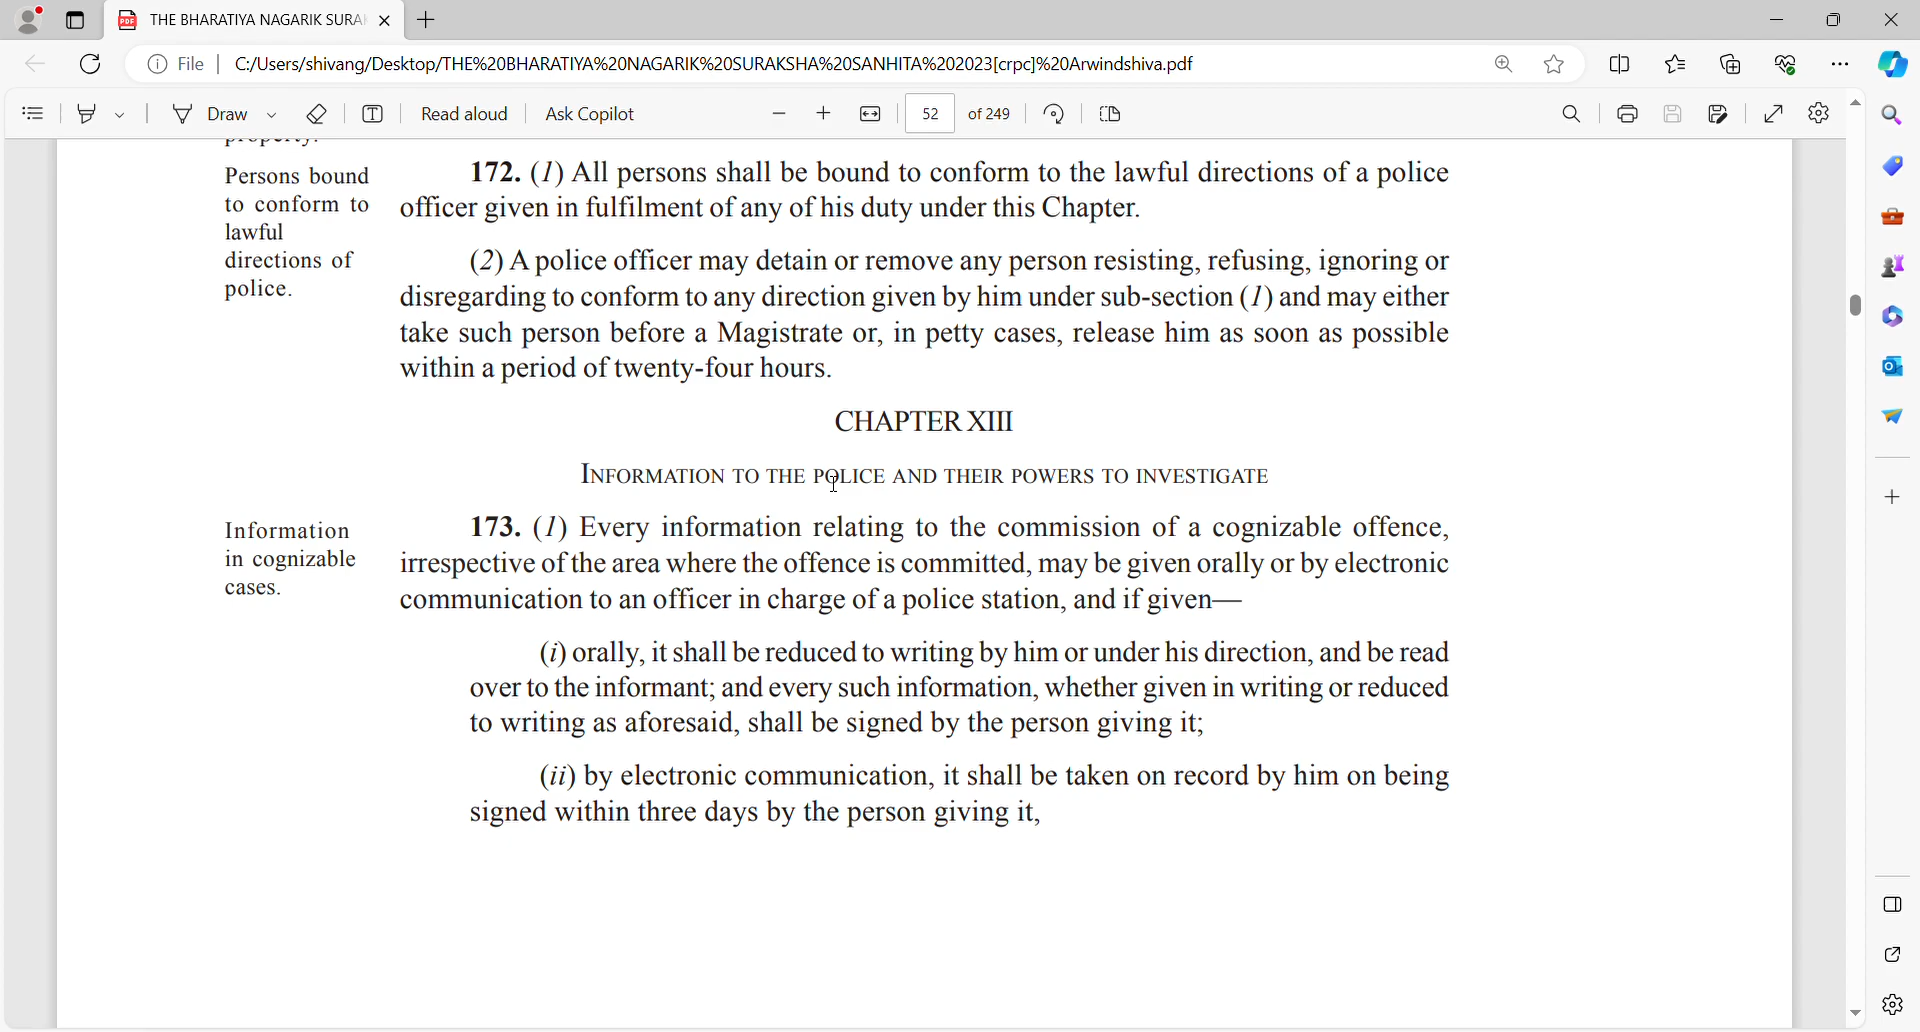 THE BHARATIYA NAGARIK SURA
File
C:/Users/shivang/Desktop/THE%20BHARATIYA%20NAGARIK%20SURAKSHA%20SANHITA%202023[crpc]%20Arwindshiva.pdf
Draw
Read aloud
Ask Copilot
52 of 249
property.
Persons bound
to conform to
lawful
directions of
police.
172. (1) All persons shall be bound to conform to the lawful directions of a police
officer given in fulfilment of any of his duty under this Chapter.
(2) A police officer may detain or remove any person resisting, refusing, ignoring or
disregarding to conform to any direction given by him under sub-section (1) and may either
take such person before a Magistrate or, in petty cases, release him as soon as possible
within a period of twenty-four hours.
CHAPTER XIII
INFORMATION TO THE POLICE AND THEIR POWERS TO INVESTIGATE
Information
in cognizable
cases.
173. (1) Every information relating to the commission of a cognizable offence,
irrespective of the area where the offence is committed, may be given orally or by electronic
communication to an officer in charge of a police station, and if given—
(i) orally, it shall be reduced to writing by him or under his direction, and be read
over to the informant; and every such information, whether given in writing or reduced
to writing as aforesaid, shall be signed by the person giving it;
(ii) by electronic communication, it shall be taken on record by him on being
signed within three days by the person giving it,